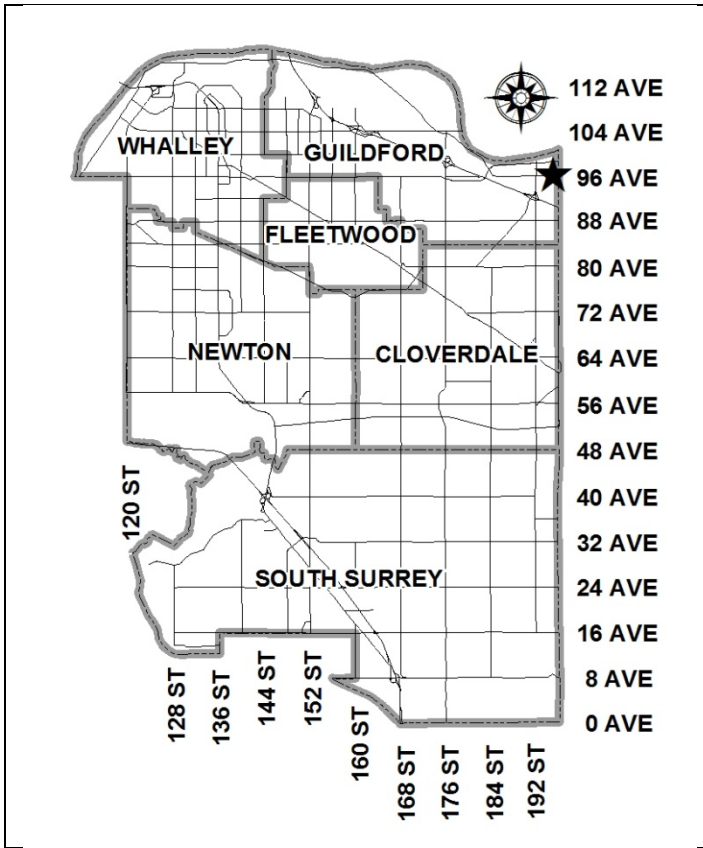 112 AVE
104 AVE
WHALLEY
GUILDFORD
96 AVE
88 AVE
FLEETWOOD
80 AVE
72 AVE
NEWTON
CLOVERDALE
64 AVE
56 AVE
48 AVE
120 ST
40 AVE
32 AVE
SOUTH SURREY
24 AVE
16 AVE
128 ST
136 ST
144 ST
152 ST
8 AVE
160 ST
0 AVE
168 ST
176 ST
184 ST
192 ST